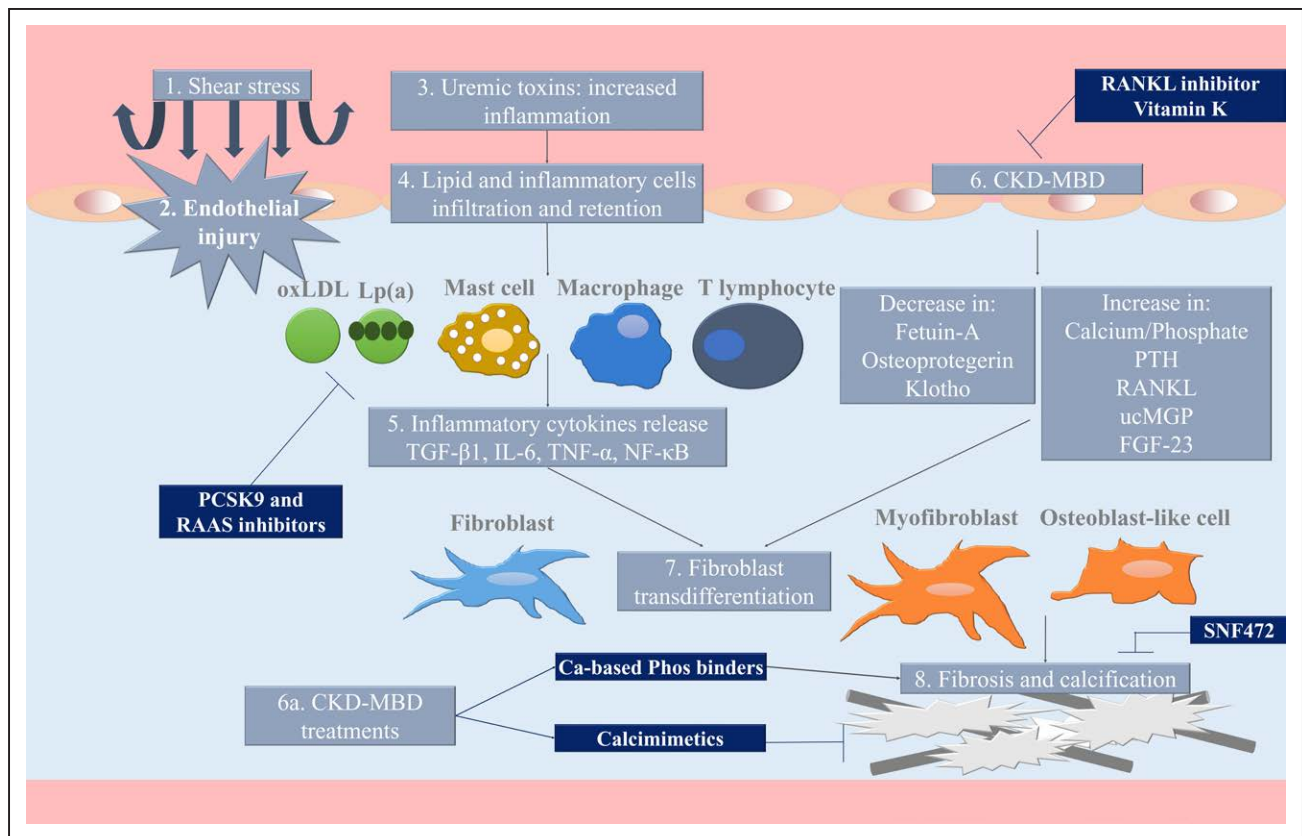 1. Shear stress
2. Endothelial
injury
3. Uremic toxins: increased
inflammation
4. Lipid and inflammatory cells
infiltration and retention
RANKL inhibitor
Vitamin K
6. CKD-MBD
oxLDL
Lp(a)
Mast cell
Macrophage
T lymphocyte
Decrease in:
Fetuin-A
Osteoprotegerin
Klotho
Increase in:
Calcium/Phosphate
PTH
RANKL
ucMGP
FGF-23
5. Inflammatory cytokines release
TGF-β1, IL-6, TNF-α, NF-κB
PCSK9 and
RAAS inhibitors
Fibroblast
7. Fibroblast
transdifferentiation
Myofibroblast
Osteoblast-like cell
SNF472
Ca-based Phos binders
8. Fibrosis and calcification
6a. CKD-MBD
treatments
Calcimimetics